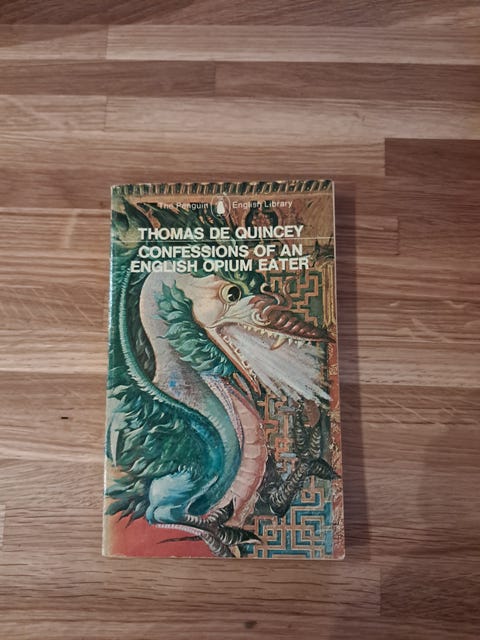 The Penguin English Library
THOMAS DE QUINCEY
CONFESSIONS OF AN
ENGLISH OPIUM EATER